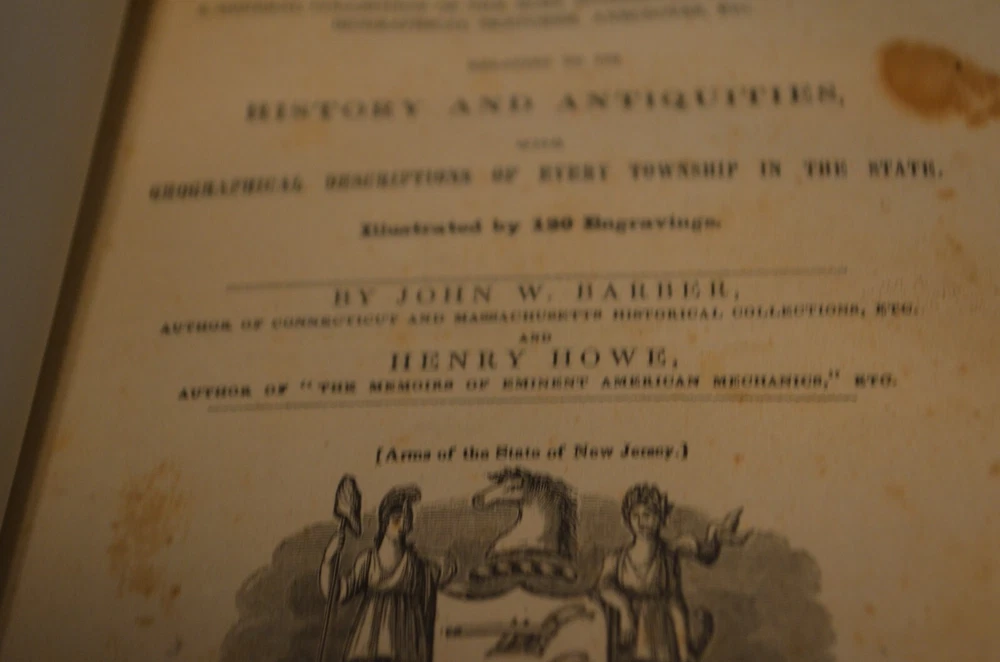 HISTORY AND ANTIQUITIES,
WITH
GEOGRAPHICAL DESCRIPTIONS OF EVERY TOWNSHIP IN THE STATE.
Illustrated by 120 Engravings.
BY JOHN W. BARBER,
AUTHOR OF CONNECTICUT AND MASSACHUSETTS HISTORICAL COLLECTIONS, ETC.
AND
HENRY HOWE,
AUTHOR OF "THE MEMOIRS OF EMINENT AMERICAN MECHANICS," ETC.
[Arms of the State of New Jersey.]